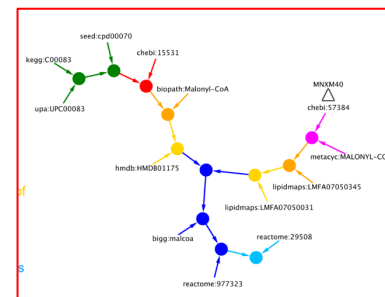 seed:cpd00070
kegg:C00083
chebi:15531
MNXM40
biopath:Malonyl-CoA
chebi:57384
upa:UPC00083
metacyc:MALONYL-CO
hmdb:HMDB01175
lipidmaps:LMFA07050345
of
lipidmaps:LMFA07050031
bigg:malcoa
reactome:29508
s
reactome:977323